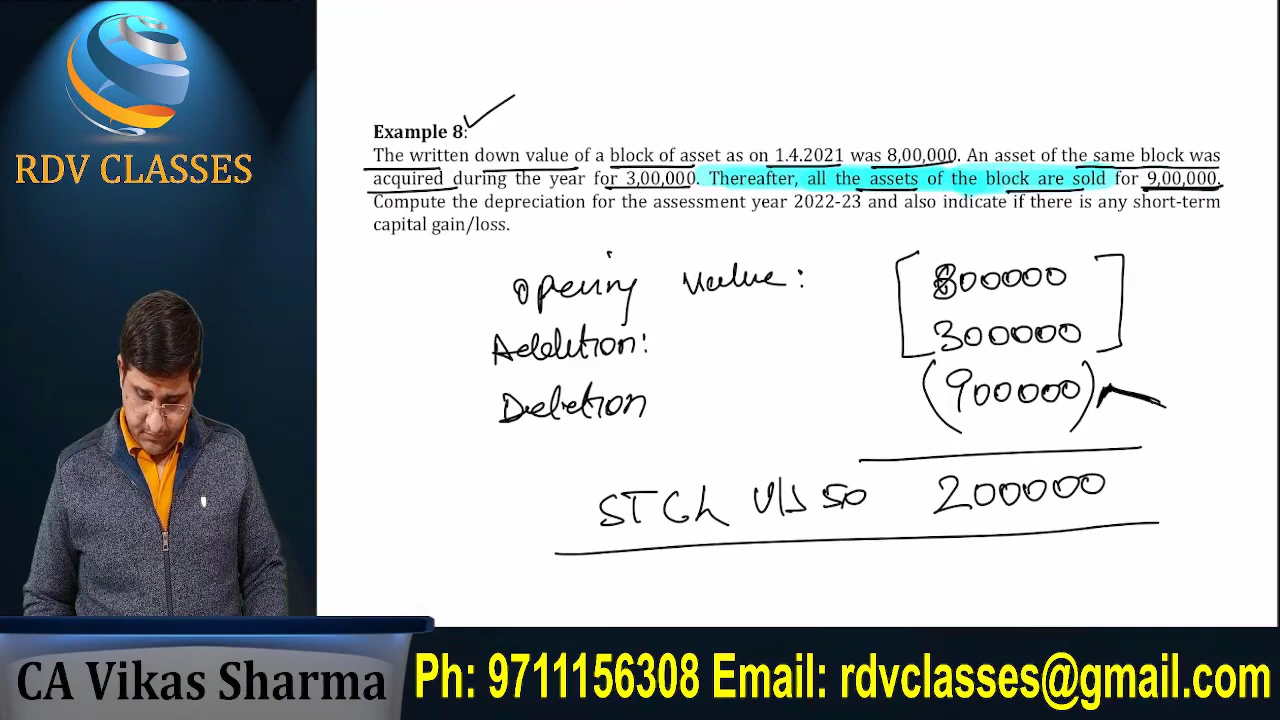 RDV CLASSES
Example 8:
The written down value of a block of asset as on 1.4.2021 was 8,00,000. An asset of the same block was
acquired during the year for 3,00,000. Thereafter, all the assets of the block are sold for 9,00,000.
Compute the depreciation for the assessment year 2022-23 and also indicate if there is any short-term
capital gain/loss.
Opening Value: 800000
Addition: 300000
Deletion (900000)
STCL U/S 50 200000
CA Vikas Sharma
Ph: 9711156308 Email: rdvclasses@gmail.com